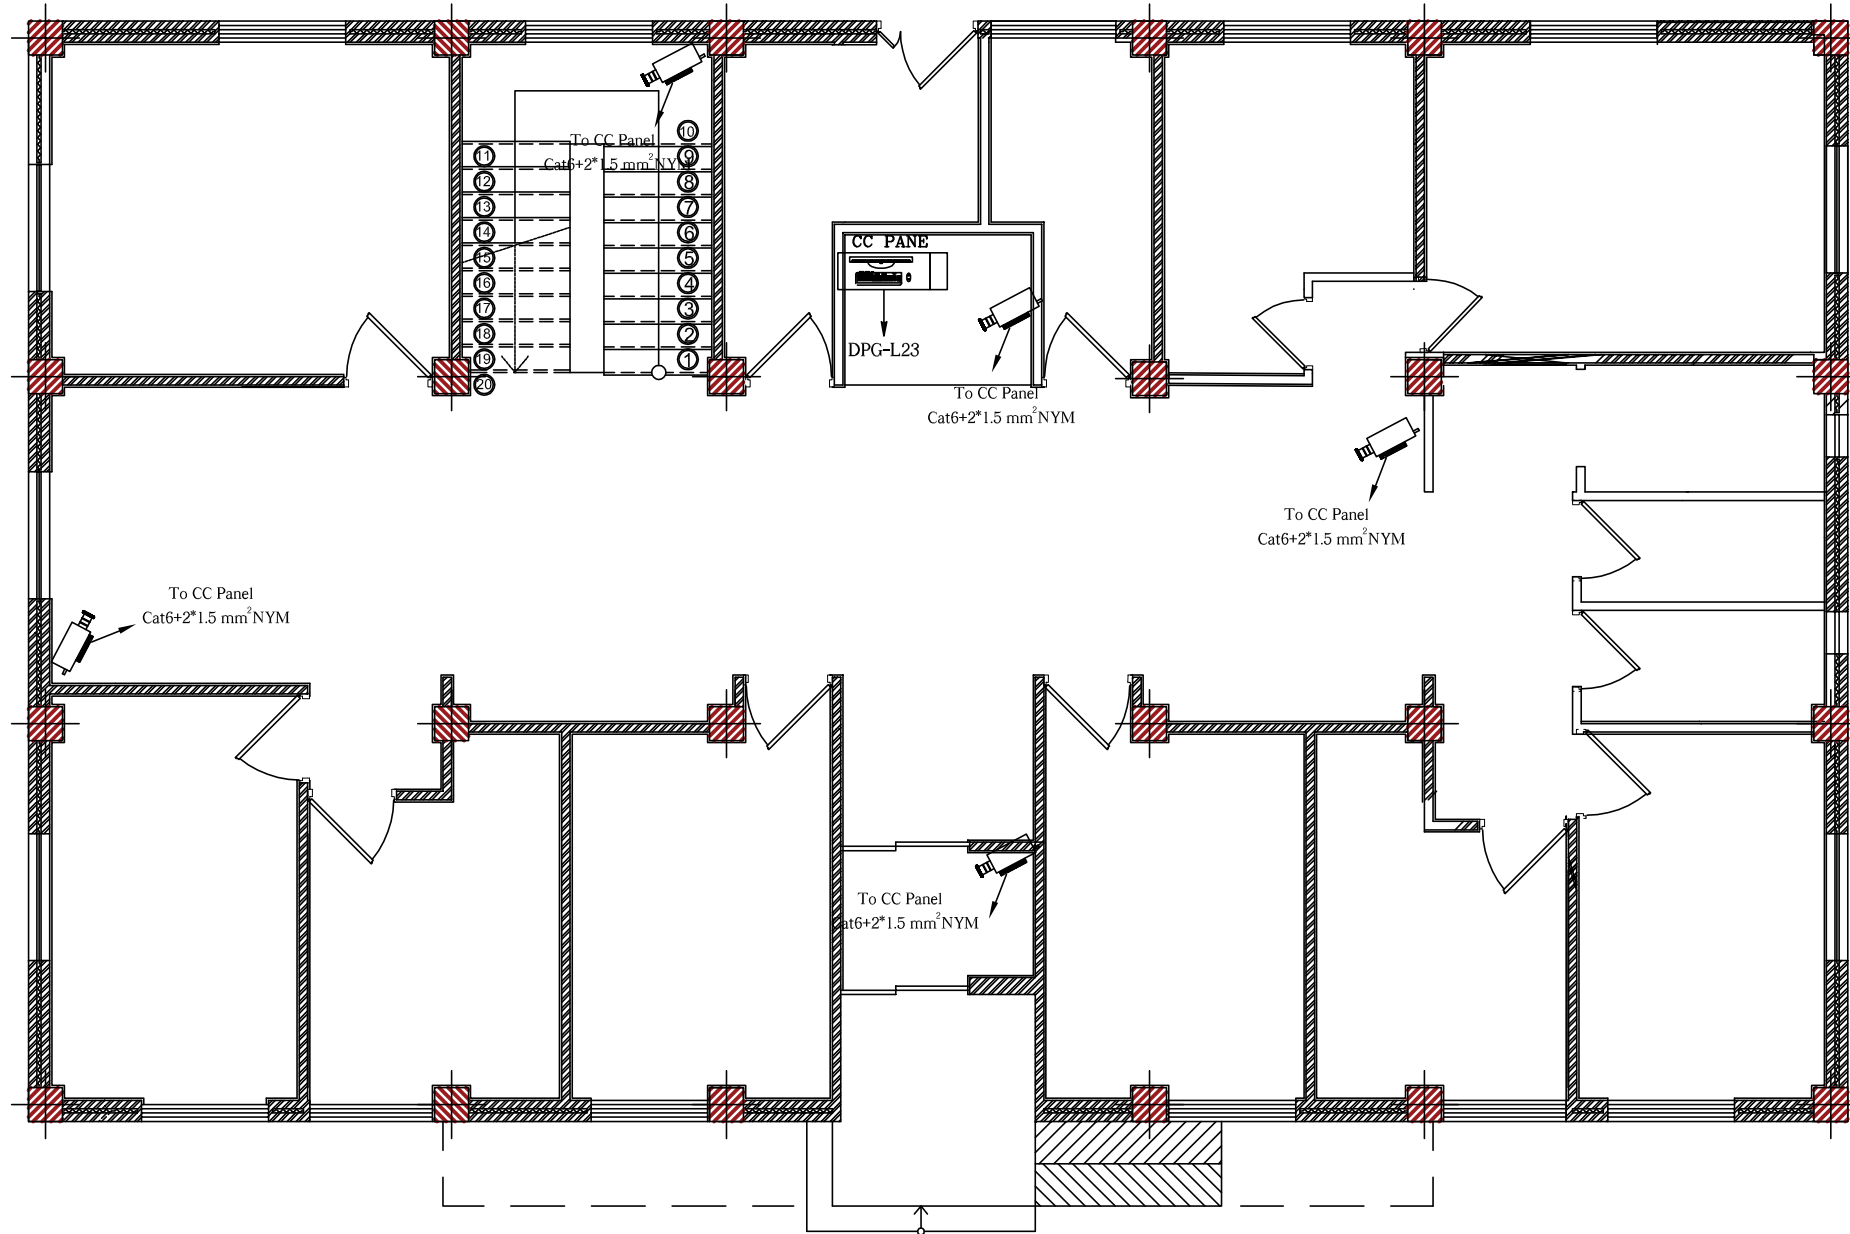 To CC Panel
Cat6+2*1.5 mm²NYM
10
9
8
7
6
5
4
3
2
1
11
12
13
14
15
16
17
18
19
20
CC PANE
DPG-L23
To CC Panel
Cat6+2*1.5 mm²NYM
To CC Panel
Cat6+2*1.5 mm²NYM
To CC Panel
Cat6+2*1.5 mm²NYM
To CC Panel
Cat6+2*1.5 mm²NYM